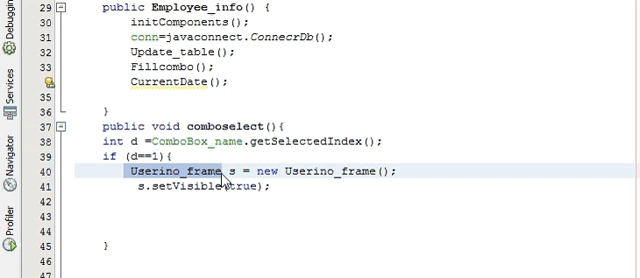 Debugging
Services
Navigator
Profiler
29 public Employee_info() {
30 initComponents();
31 conn=javaconnect.ConnecrDb();
32 Update_table();
33 Fillcombo();
CurrentDate();
35
36 }
37 public void comboselect(){
38 int d =ComboBox_name.getSelectedIndex();
39 if (d==1){
40 Userino_frame s = new Userino_frame();
41 s.setVisible(true);
42
43
44
45 }
46
47